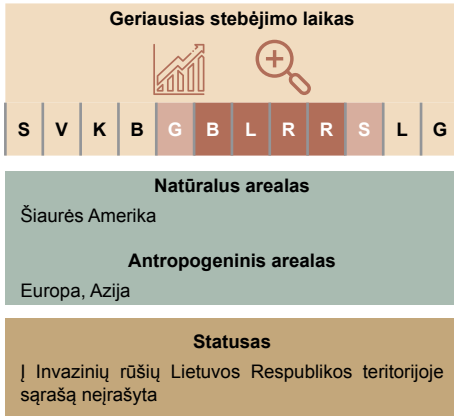 Geriausias stebėjimo laikas
S V K B G B L R R S L G
Natūralus arealas
Šiaurės Amerika
Antropogeninis arealas
Europa, Azija
Statusas
Į Invazinių rūšių Lietuvos Respublikos teritorijoje
sąrašą neįrašyta